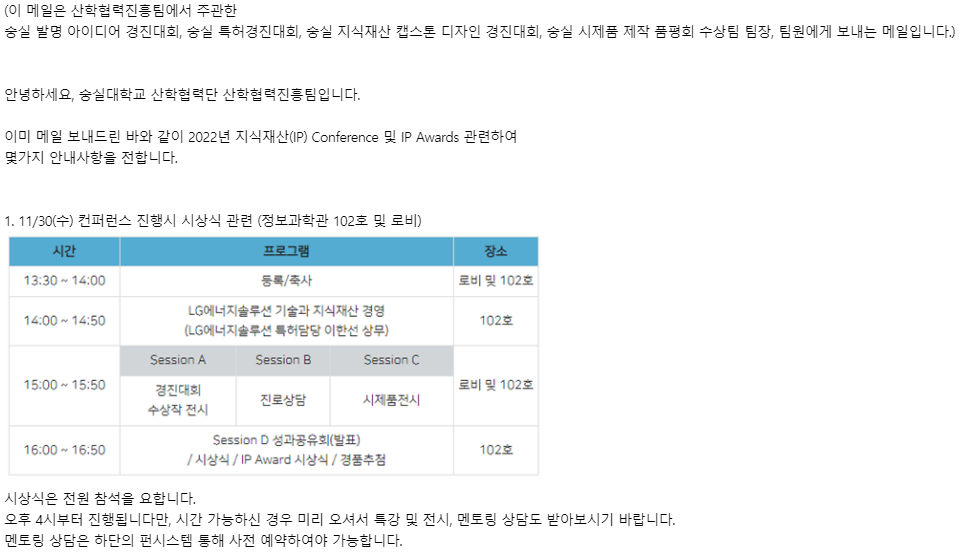 (이 메일은 산학협력진흥팀에서 주관한
숭실 발명 아이디어 경진대회, 숭실 특허경진대회, 숭실 지식재산 캡스톤 디자인 경진대회, 숭실 시제품 제작 품평회 수상팀 팀장, 팀원에게 보내는 메일입니다.)
안녕하세요, 숭실대학교 산학협력단 산학협력진흥팀입니다.
이미 메일 보내드린 바와 같이 2022년 지식재산(IP) Conference 및 IP Awards 관련하여
몇가지 안내사항을 전합니다.
1. 11/30(수) 컨퍼런스 진행시 시상식 관련 (정보과학관 102호 및 로비)
시간 프로그램 장소
13:30 ~ 14:00 등록/축사 로비 및 102호
14:00 ~ 14:50 LG에너지솔루션 기술과 지식재산 경영
(LG에너지솔루션 특허담당 이한선 상무) 102호
15:00 ~ 15:50 Session A Session B Session C 로비 및 102호
경진대회
수상작 전시 진로상담 시제품전시
16:00 ~ 16:50 Session D 성과공유회(발표)
/ 시상식 / IP Award 시상식 / 경품추첨 102호
시상식은 전원 참석을 요합니다.
오후 4시부터 진행됩니다만, 시간 가능하신 경우 미리 오셔서 특강 및 전시, 멘토링 상담도 받아보시기 바랍니다.
멘토링 상담은 하단의 펀시스템 통해 사전 예약하여야 가능합니다.